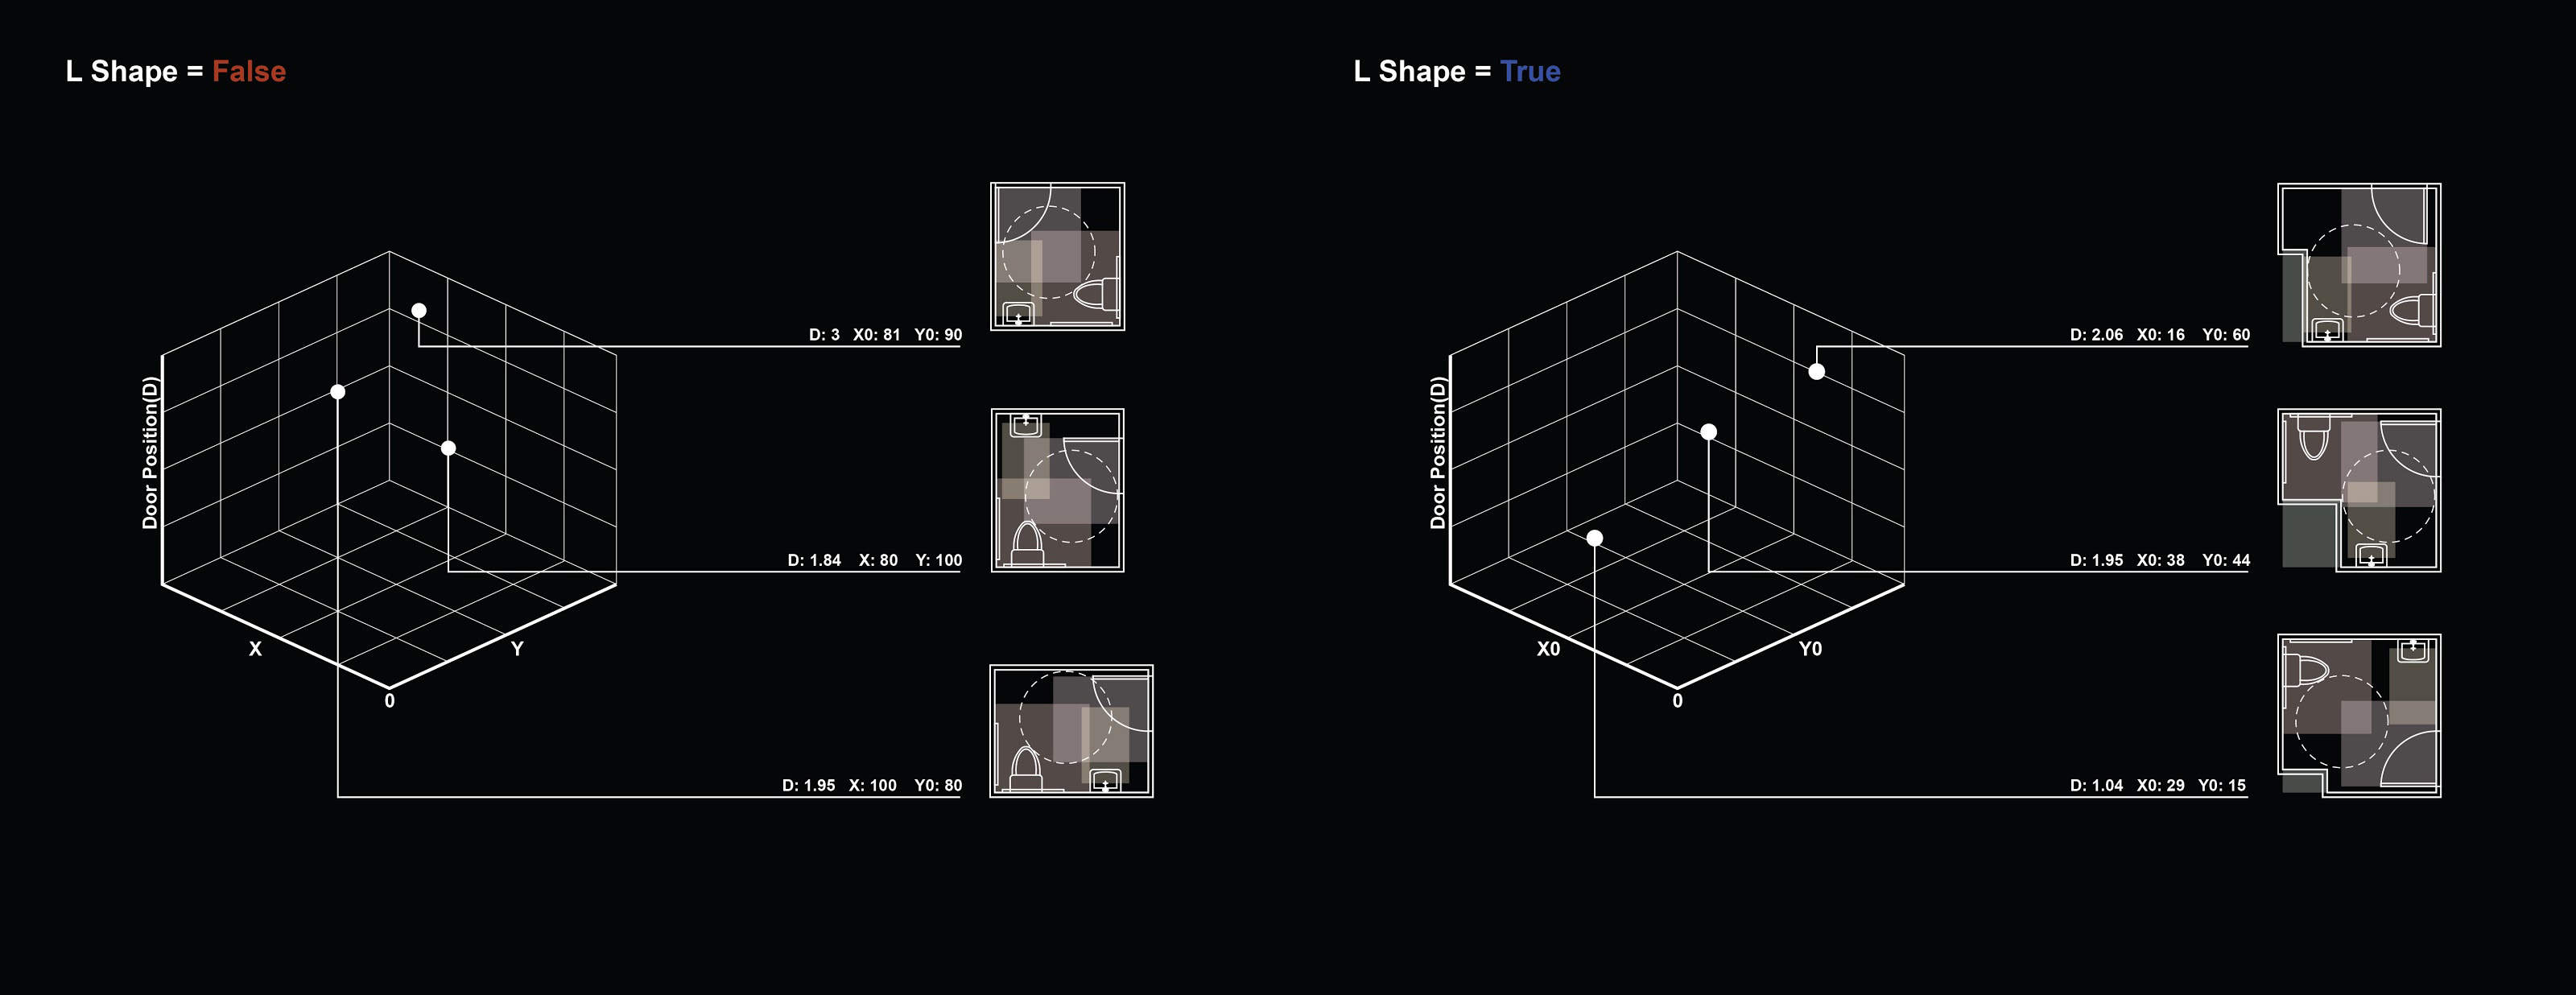 L Shape = False
Door Position(D)
X
Y
0
D: 3 X0: 81 Y0: 90
D: 1.84 X: 80 Y: 100
D: 1.95 X: 100 Y0: 80
L Shape = True
Door Position(D)
X0
Y0
0
D: 2.06 X0: 16 Y0: 60
D: 1.95 X0: 38 Y0: 44
D: 1.04 X0: 29 Y0: 15